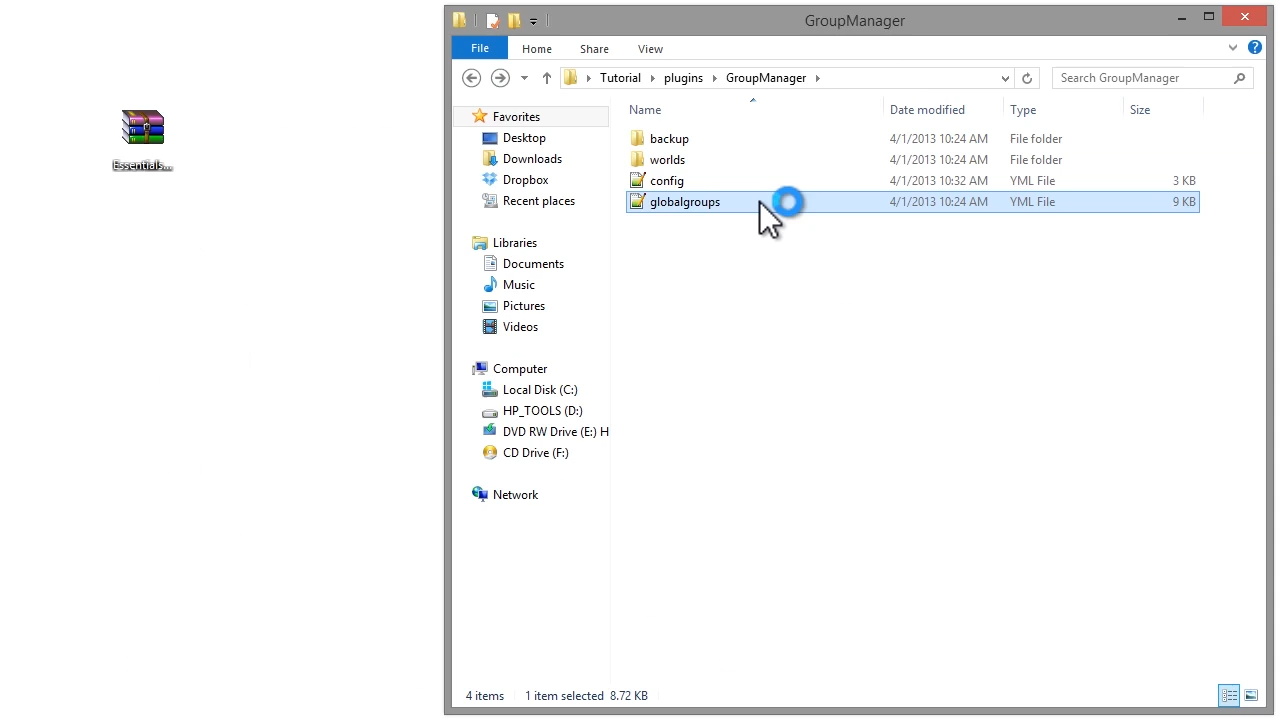 GroupManager
File Home Share View
Tutorial plugins GroupManager Search GroupManager
Name Date modified Type Size
Favorites
Desktop
Downloads
Dropbox
Recent places
Libraries
Documents
Music
Pictures
Videos
Computer
Local Disk (C:)
HP_TOOLS (D:)
DVD RW Drive (E:) H
CD Drive (F:)
Network
backup 4/1/2013 10:24 AM File folder
worlds 4/1/2013 10:24 AM File folder
config 4/1/2013 10:32 AM YML File 3 KB
globalgroups 4/1/2013 10:24 AM YML File 9 KB
Essentials...
4 items 1 item selected 8.72 KB